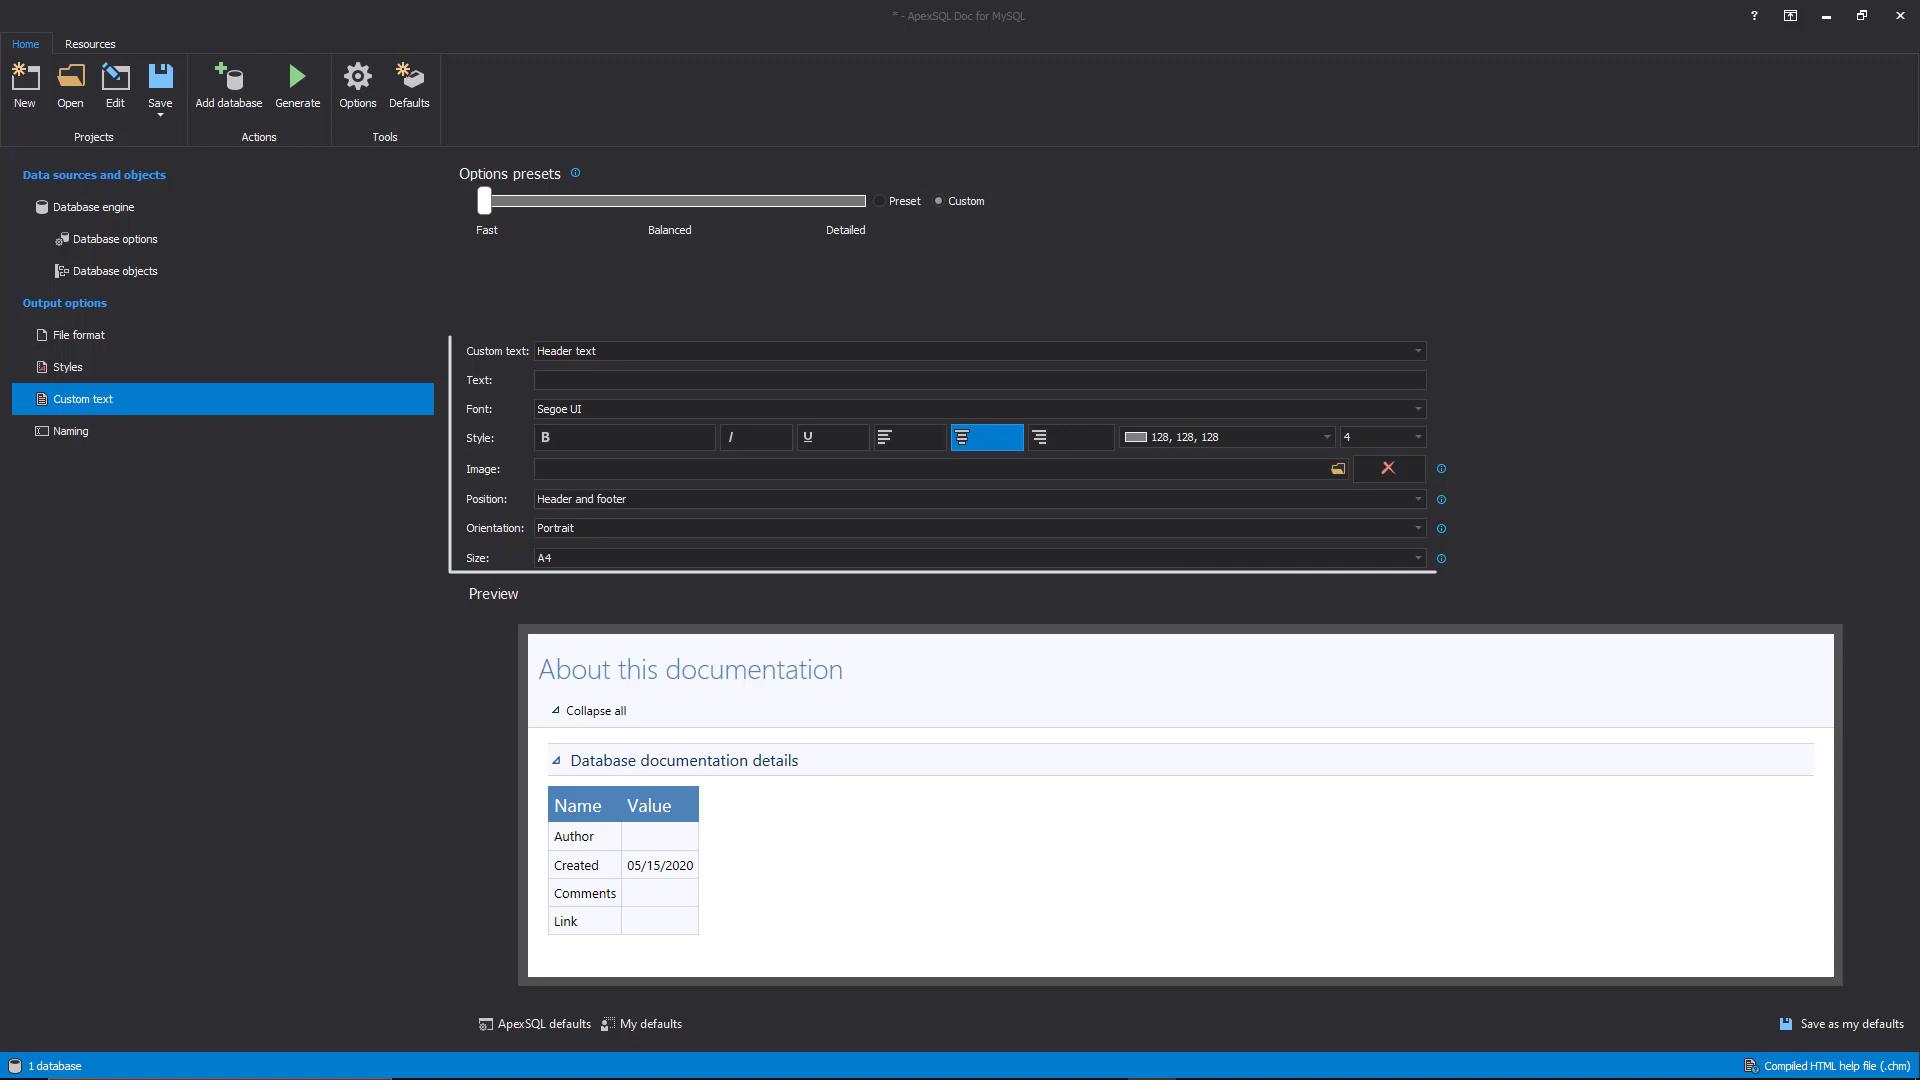 * - ApexSQL Doc for MySQL
?
Home Resources
New Open Edit Save Add database Generate Options Defaults
Projects Actions Tools
Data sources and objects
Database engine
Database options
Database objects
Output options
File format
Styles
Custom text
Naming
Options presets
Preset Custom
Fast Balanced Detailed
Custom text: Header text
Text:
Font: Segoe UI
Style: B I U 128, 128, 128 4
Image:
Position: Header and footer
Orientation: Portrait
Size: A4
Preview
About this documentation
Collapse all
Database documentation details
Name Value
Author
Created 05/15/2020
Comments
Link
ApexSQL defaults My defaults Save as my defaults
1 database Compiled HTML help file (.chm)